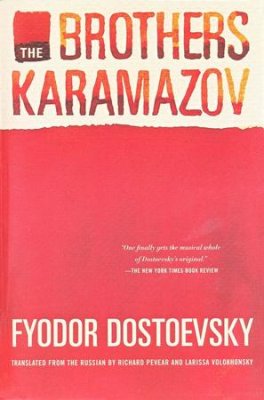 THE BROTHERS
KARAMAZOV
"One finally gets the musical whole
of Dostoevsky's original."
—THE NEW YORK TIMES BOOK REVIEW
FYODOR DOSTOEVSKY
TRANSLATED FROM THE RUSSIAN BY RICHARD PEVEAR AND LARISSA VOLOKHONSKY